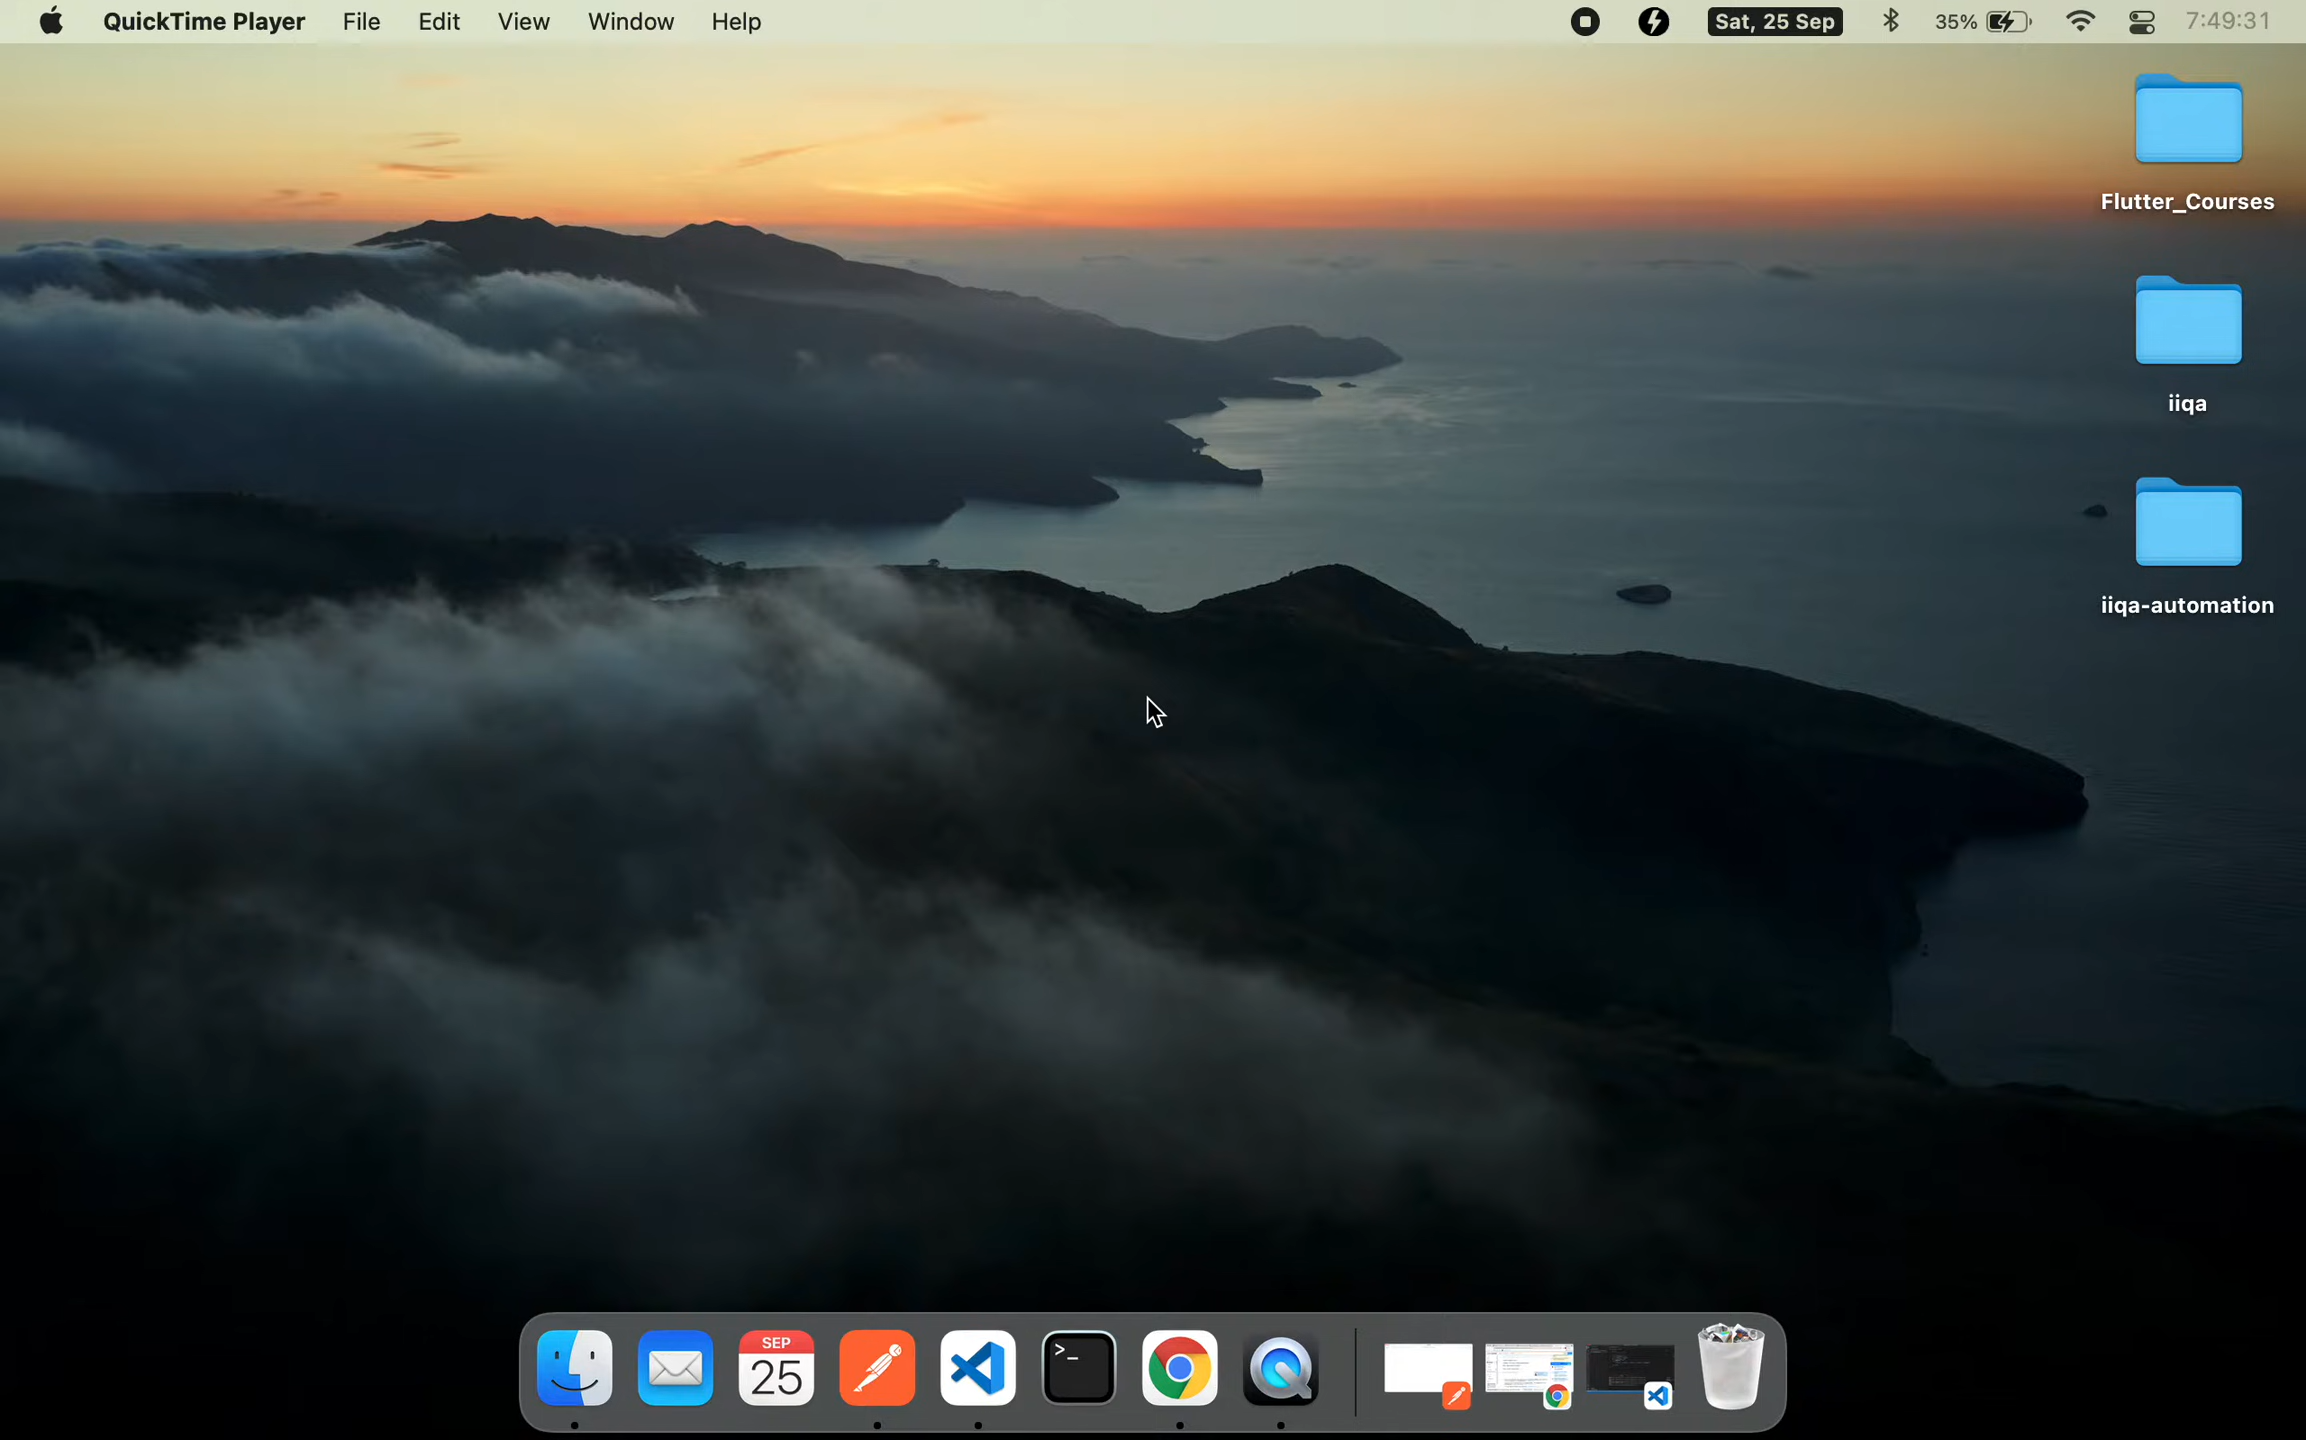 QuickTime Player File Edit View Window Help Sat, 25 Sep 35% 7:49:31
Flutter_Courses
iiqa
iiqa-automation
SEP
25
>_